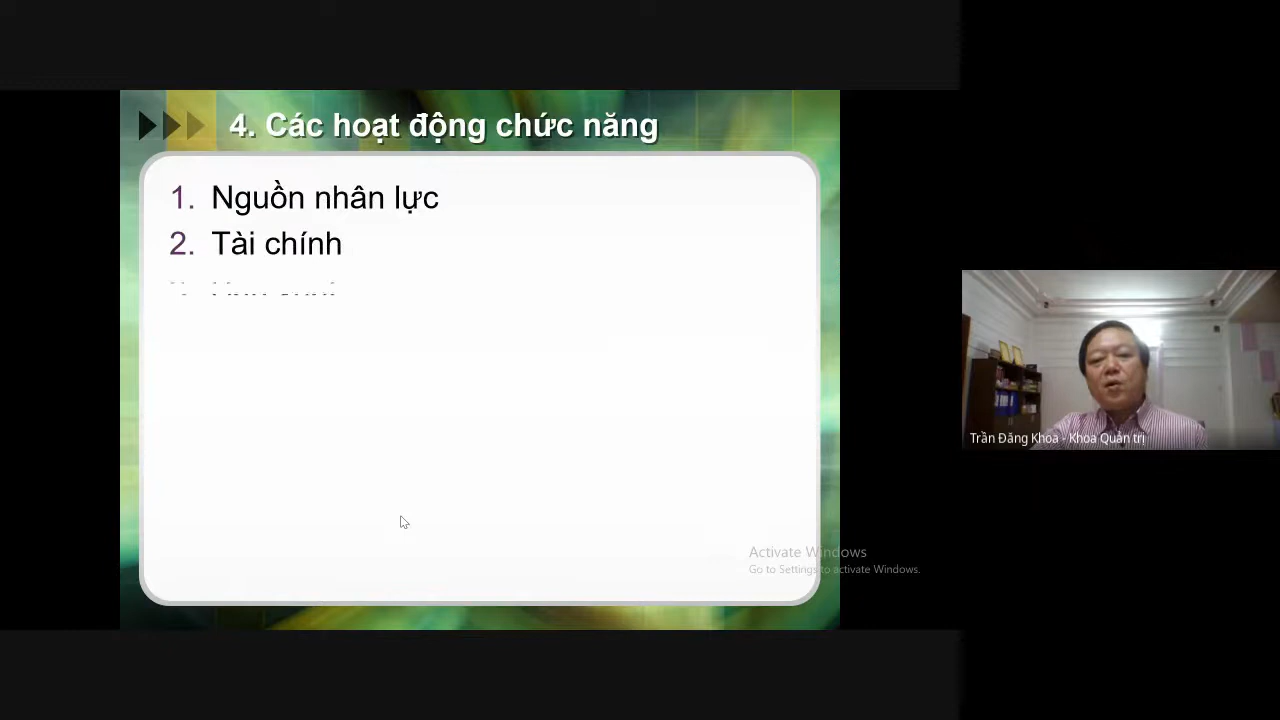 4. Các hoạt động chức năng
1. Nguồn nhân lực
2. Tài chính
Trần Đăng Khoa - Khoa Quản trị
Activate Windows
Go to Settings to activate Windows.